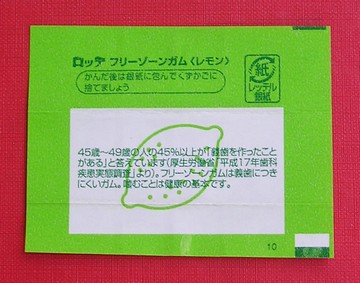 ロッテ フリーゾーンガム〈レモン〉
かんだ後は銀紙に包んでくずかごに
捨てましょう
紙
レッテル
銀紙
45歳〜49歳の人の45%以上が「義歯を作ったこと
がある」と答えています(厚生労働省「平成17年歯科
疾患実態調査」より)。フリーゾーンガムは義歯につき
にくいガム。噛むことは健康の基本です。
10